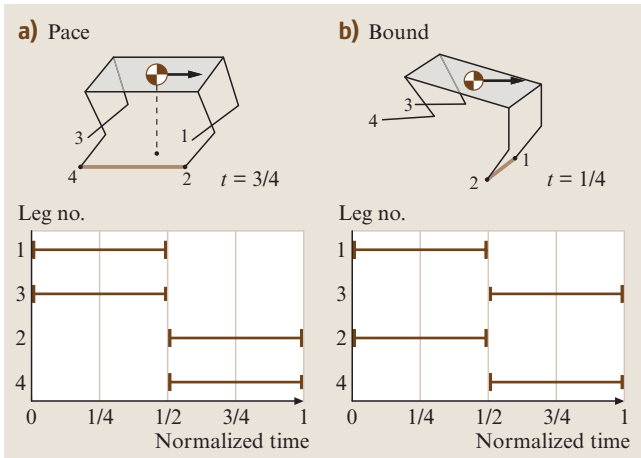 a) Pace
3
1
4
2
t = 3/4
Leg no.
1
3
2
4
0 1/4 1/2 3/4 1
Normalized time
b) Bound
3
4
1
2
t = 1/4
Leg no.
1
3
2
4
0 1/4 1/2 3/4 1
Normalized time